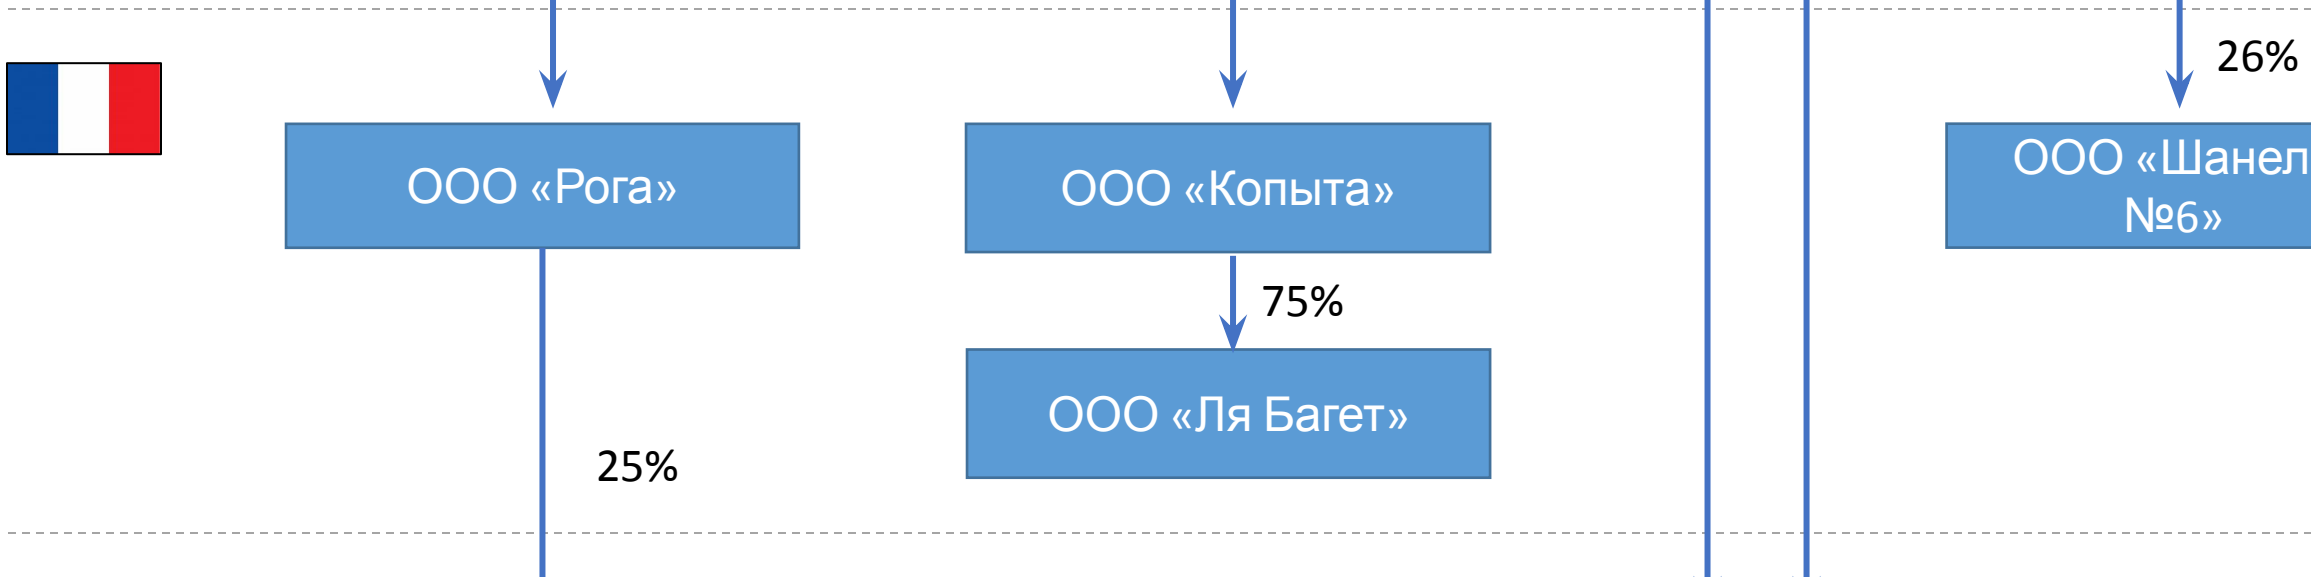 26%
ООО «Рога»
ООО «Копыта»
ООО «Шанел
№6»
75%
ООО «Ля Багет»
25%